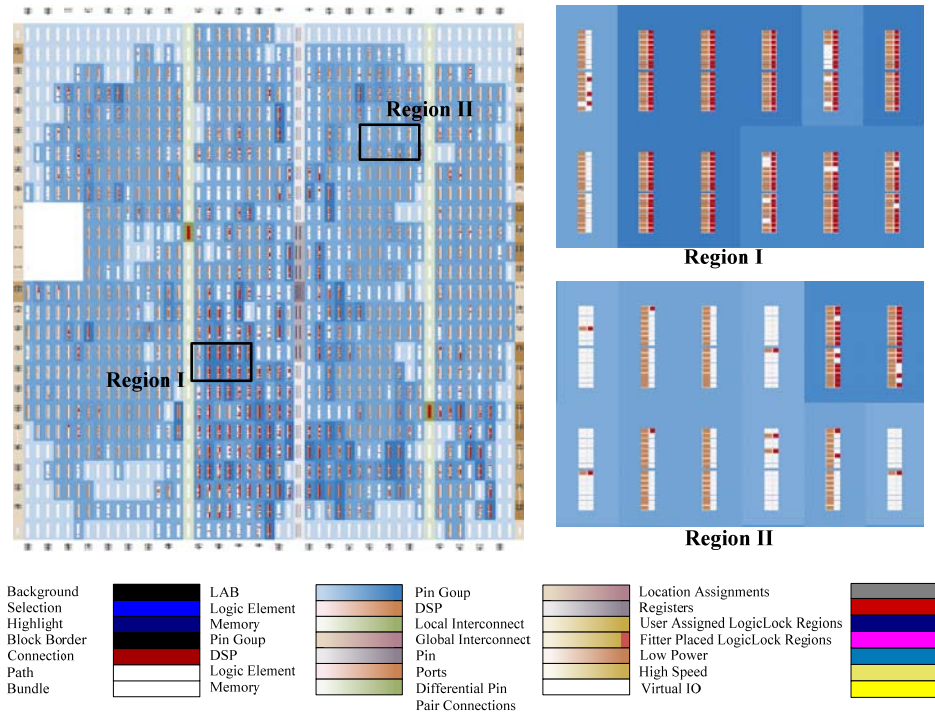 Region II
Region I
Region I
Region II
Background LAB Pin Goup Location Assignments
Selection Logic Element DSP Registers
Highlight Memory Local Interconnect User Assigned LogicLock Regions
Block Border Pin Goup Global Interconnect Fitter Placed LogicLock Regions
Connection DSP Pin Low Power
Path Logic Element Ports High Speed
Bundle Memory Differential Pin Virtual IO
Pair Connections